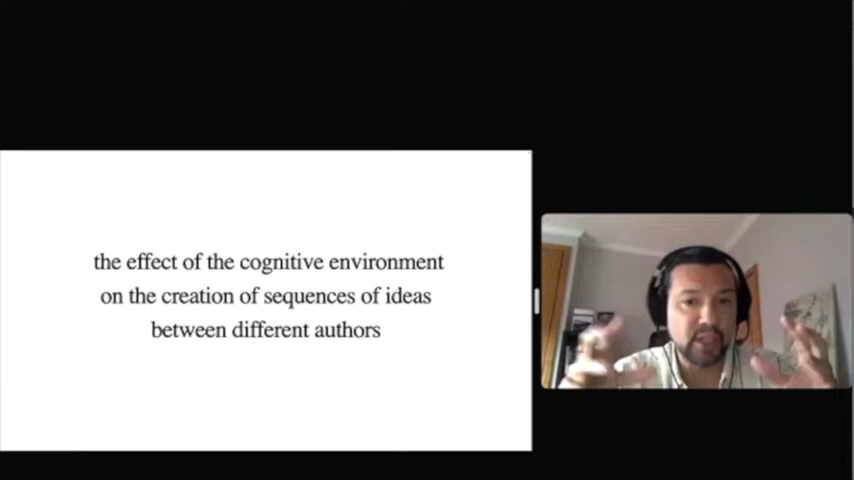 the effect of the cognitive environment
on the creation of sequences of ideas
between different authors